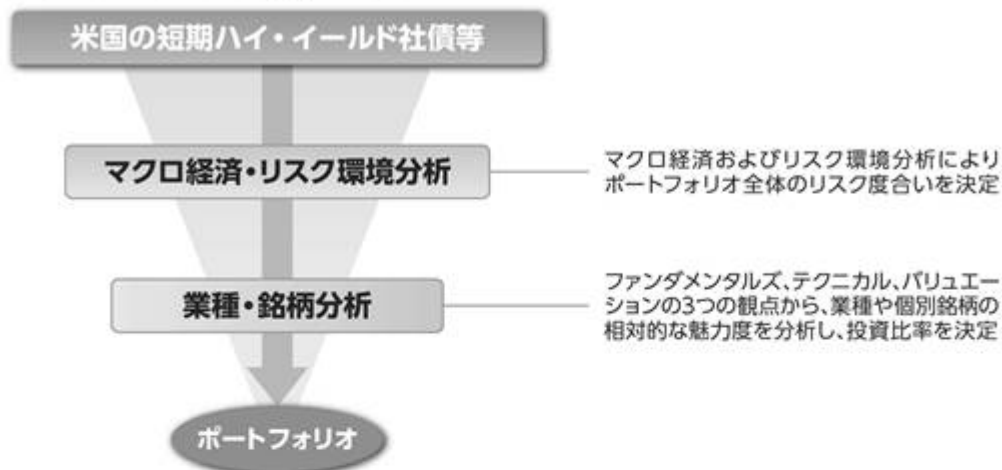 米国の短期ハイ・イールド社債等
マクロ経済・リスク環境分析
マクロ経済およびリスク環境分析により
ポートフォリオ全体のリスク度合いを決定
業種・銘柄分析
ファンダメンタルズ、テクニカル、バリュエー
ションの3つの観点から、業種や個別銘柄の
相対的な魅力度を分析し、投資比率を決定
ポートフォリオ